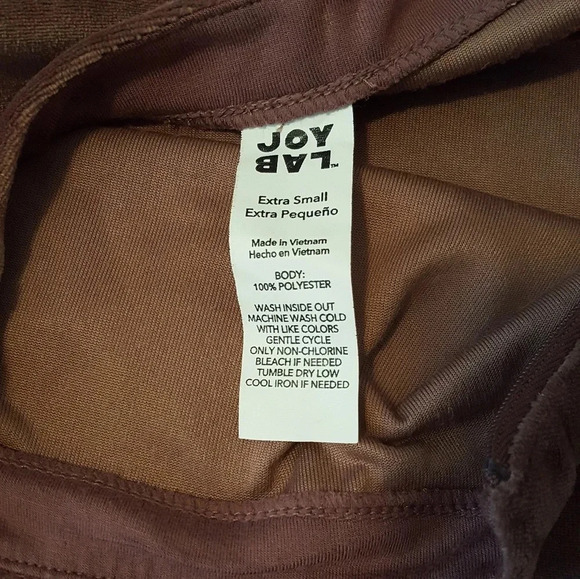 JOY
LAB™
Extra Small
Extra Pequeño
Made in Vietnam
Hecho en Vietnam
BODY:
100% POLYESTER
WASH INSIDE OUT
MACHINE WASH COLD
WITH LIKE COLORS
GENTLE CYCLE
ONLY NON-CHLORINE
BLEACH IF NEEDED
TUMBLE DRY LOW
COOL IRON IF NEEDED